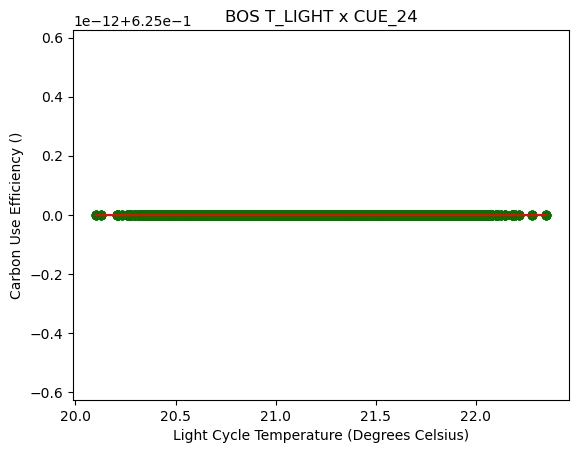 BOS T_LIGHT x CUE_24
1e−12+6.25e−1
0.6
0.4
0.2
0.0
−0.2
−0.4
−0.6
Carbon Use Efficiency ()
20.0 20.5 21.0 21.5 22.0
Light Cycle Temperature (Degrees Celsius)